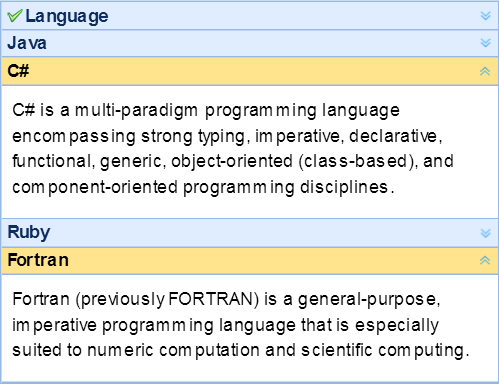 Language
Java
C#
C# is a multi-paradigm programming language
encompassing strong typing, imperative, declarative,
functional, generic, object-oriented (class-based), and
component-oriented programming disciplines.
Ruby
Fortran
Fortran (previously FORTRAN) is a general-purpose,
imperative programming language that is especially
suited to numeric computation and scientific computing.